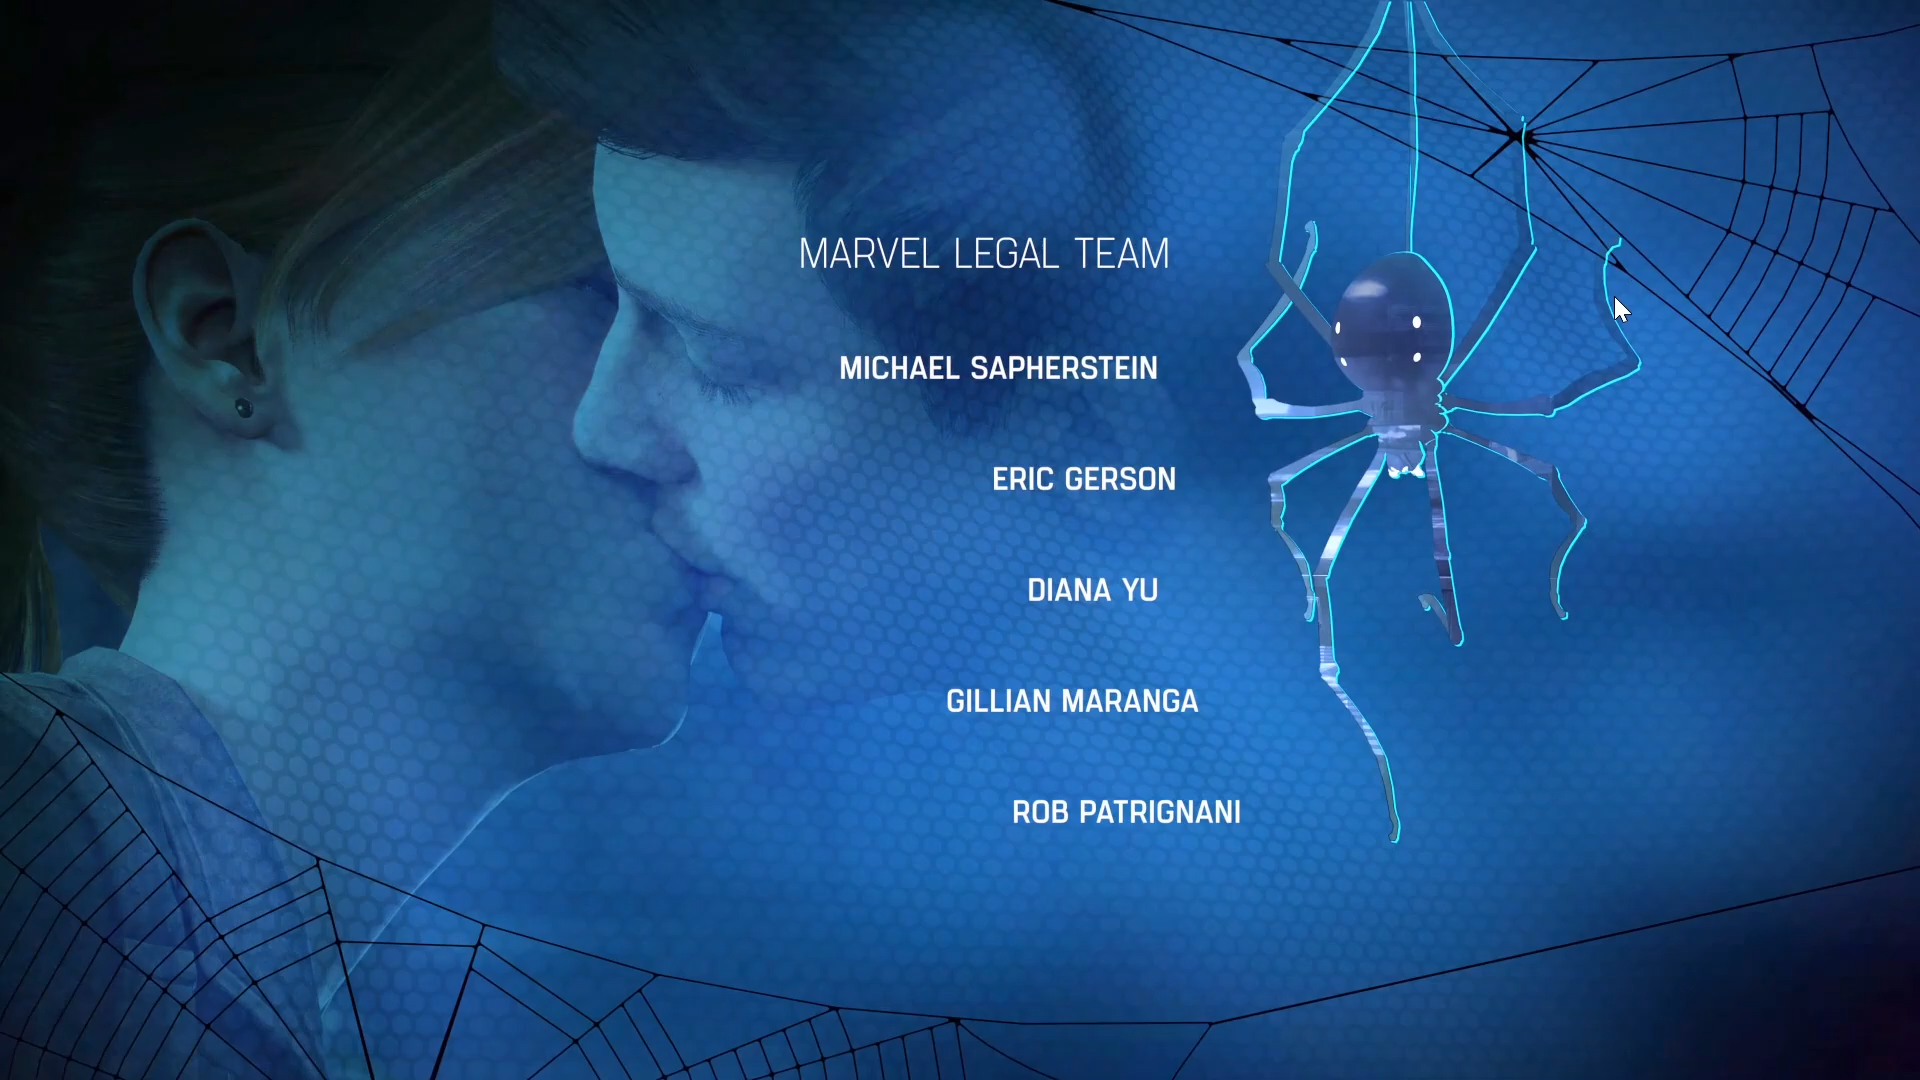 MARVEL LEGAL TEAM
MICHAEL SAPHERSTEIN
ERIC GERSON
DIANA YU
GILLIAN MARANGA
ROB PATRIGNANI